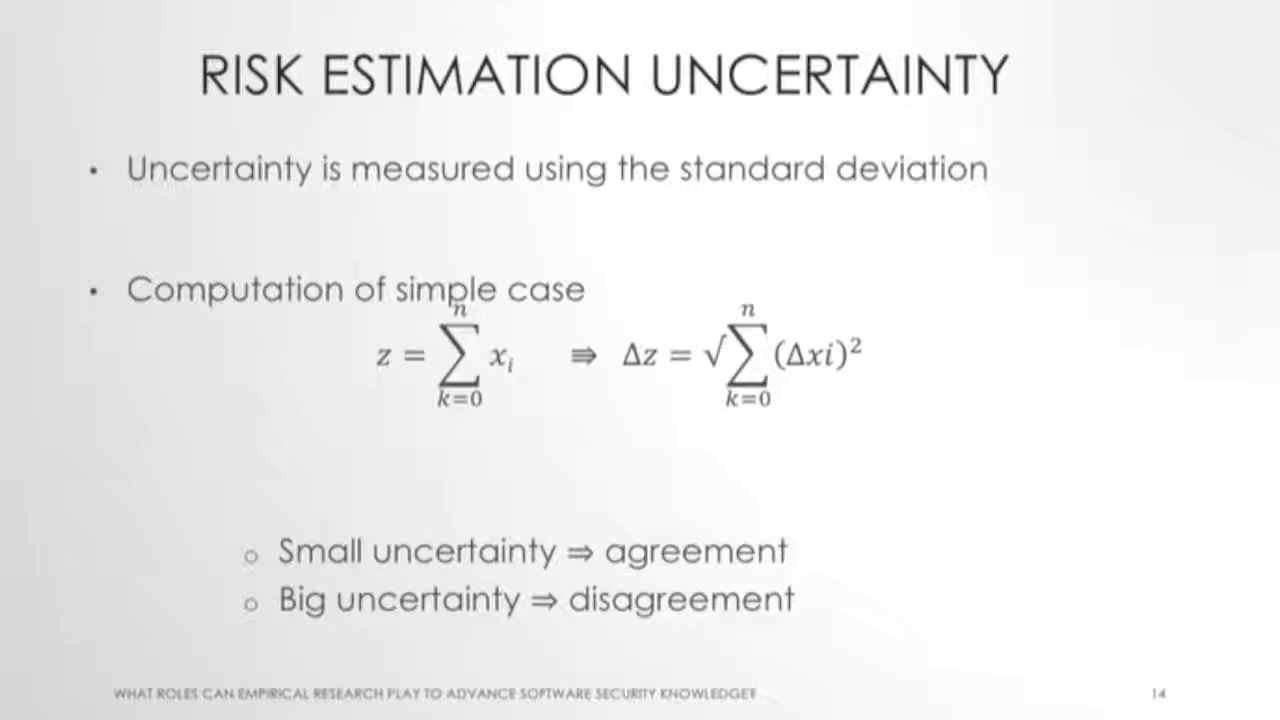 RISK ESTIMATION UNCERTAINTY
• Uncertainty is measured using the standard deviation
• Computation of simple case
z = ∑_{k=0}^{n} x_i ⇛ Δz = √∑_{k=0}^{n} (Δxi)²
o Small uncertainty ⇒ agreement
o Big uncertainty ⇒ disagreement
WHAT ROLES CAN EMPIRICAL RESEARCH PLAY TO ADVANCE SOFTWARE SECURITY KNOWLEDGE? 14